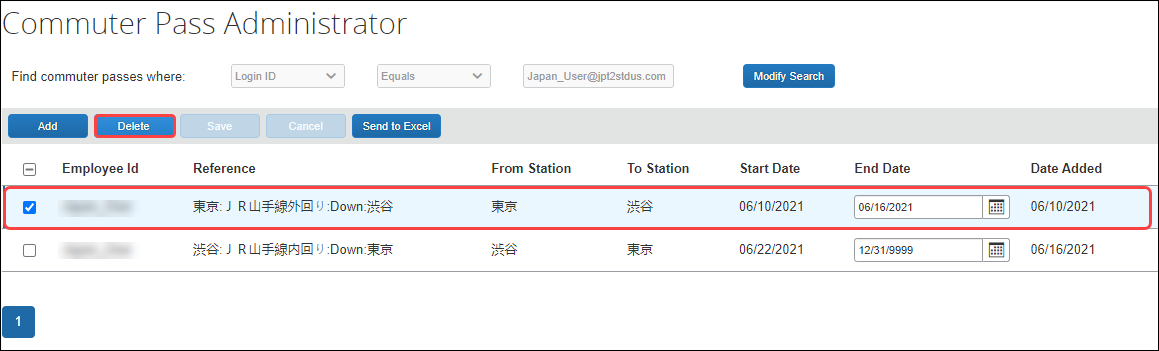 Commuter Pass Administrator
Find commuter passes where: Login ID Equals Japan_User@jpt2stdus.com Modify Search
Add Delete Save Cancel Send to Excel
Employee Id Reference From Station To Station Start Date End Date Date Added
東京:ＪＲ山手線外回り:Down:渋谷 東京 渋谷 06/10/2021 06/16/2021 06/10/2021
渋谷:ＪＲ山手線内回り:Down:東京 渋谷 東京 06/22/2021 12/31/9999 06/16/2021
1